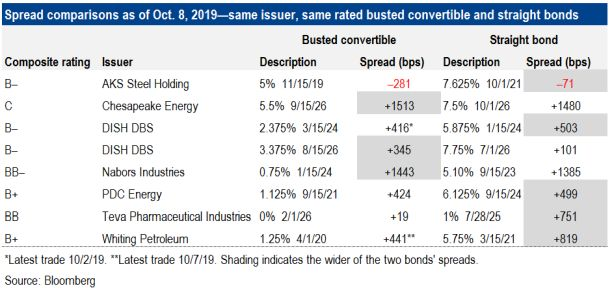 Spread comparisons as of Oct. 8, 2019—same issuer, same rated busted convertible and straight bonds
Busted convertible Straight bond
Composite rating Issuer Description Spread (bps) Description Spread (bps)
B– AKS Steel Holding 5% 11/15/19 –281 7.625% 10/1/21 –71
C Chesapeake Energy 5.5% 9/15/26 +1513 7.5% 10/1/26 +1480
B– DISH DBS 2.375% 3/15/24 +416* 5.875% 1/15/24 +503
B– DISH DBS 3.375% 8/15/26 +345 7.75% 7/1/26 +101
BB– Nabors Industries 0.75% 1/15/24 +1443 5.10% 9/15/23 +1385
B+ PDC Energy 1.125% 9/15/21 +424 6.125% 9/15/24 +499
BB Teva Pharmaceutical Industries 0% 2/1/26 +19 1% 7/28/25 +751
B+ Whiting Petroleum 1.25% 4/1/20 +441** 5.75% 3/15/21 +819
*Latest trade 10/2/19. **Latest trade 10/7/19. Shading indicates the wider of the two bonds' spreads.
Source: Bloomberg